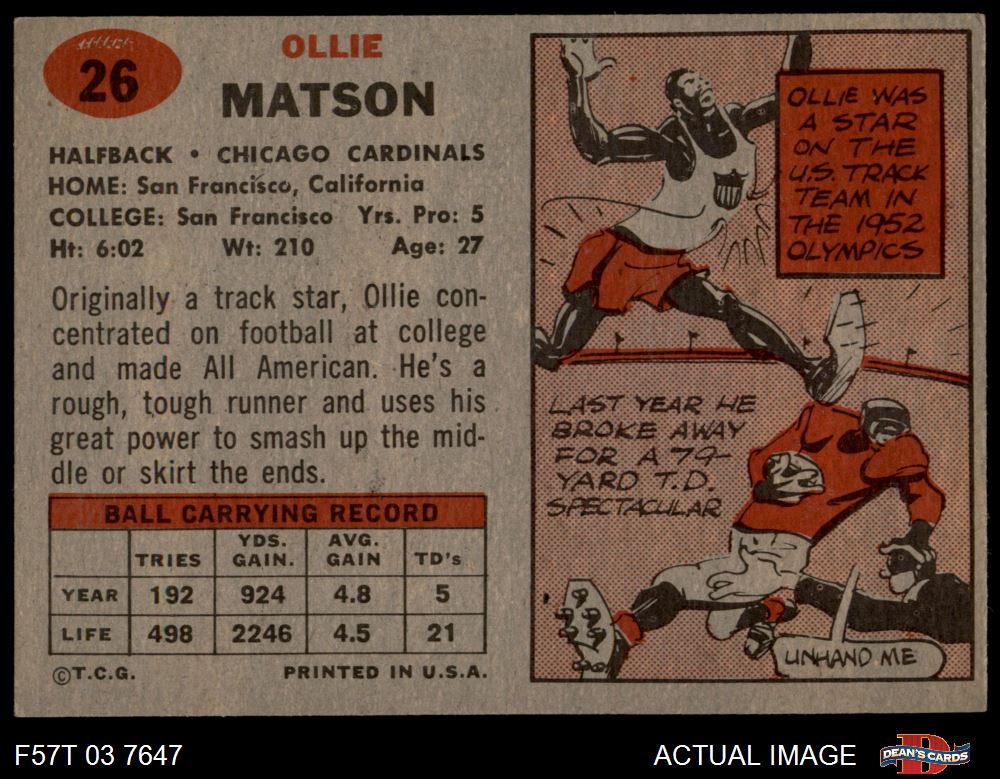 26
OLLIE
MATSON
HALFBACK • CHICAGO CARDINALS
HOME: San Francisco, California
COLLEGE: San Francisco Yrs. Pro: 5
Ht: 6:02 Wt: 210 Age: 27
Originally a track star, Ollie con-
centrated on football at college
and made All American. He's a
rough, tough runner and uses his
great power to smash up the mid-
dle or skirt the ends.
BALL CARRYING RECORD
TRIES YDS. GAIN. AVG. GAIN TD's
YEAR 192 924 4.8 5
LIFE 498 2246 4.5 21
©T.C.G. PRINTED IN U.S.A.
OLLIE WAS
A STAR
ON THE
U.S. TRACK
TEAM IN
THE 1952
OLYMPICS
LAST YEAR HE
BROKE AWAY
FOR A 79-
YARD T.D.
SPECTACULAR
UNHAND ME
F57T 03 7647 ACTUAL IMAGE DEAN'S CARDS